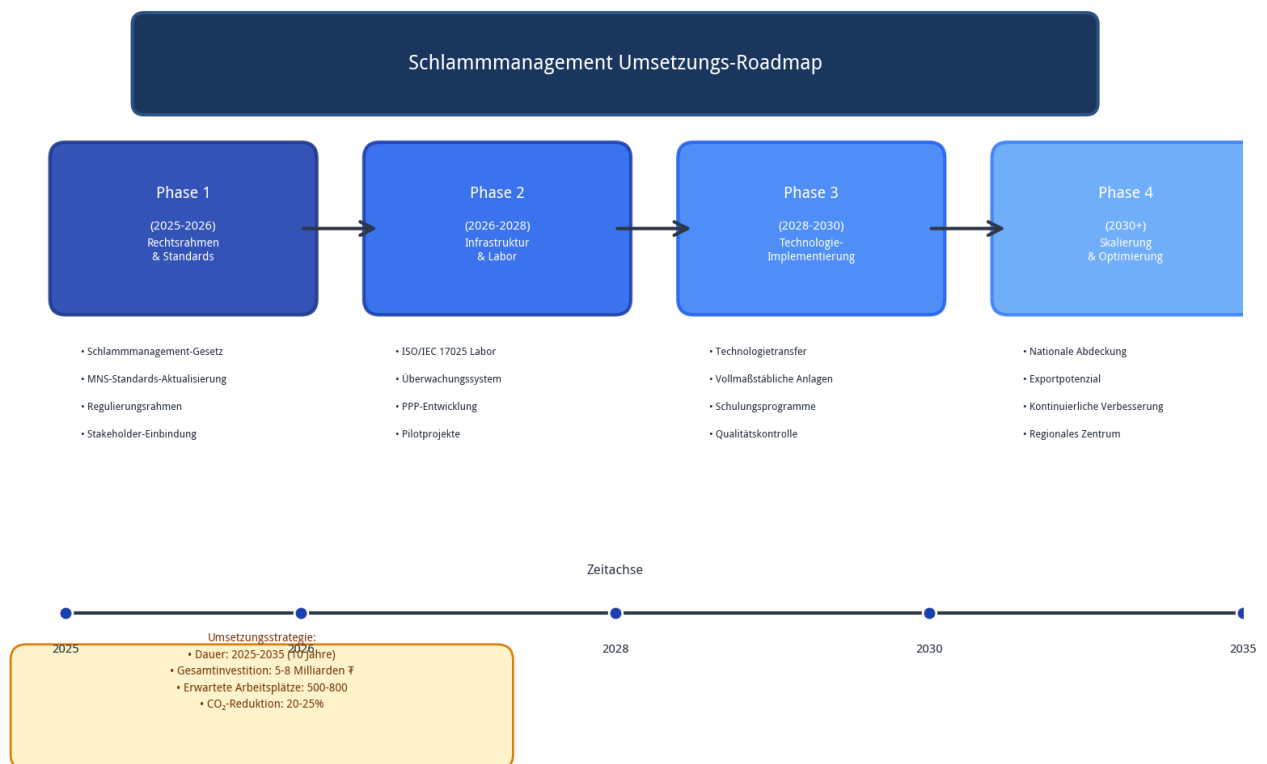 Schlammmanagement Umsetzungs-Roadmap
Phase 1
(2025-2026)
Rechtsrahmen
& Standards
Phase 2
(2026-2028)
Infrastruktur
& Labor
Phase 3
(2028-2030)
Technologie-
Implementierung
Phase 4
(2030+)
Skalierung
& Optimierung
• Schlammmanagement-Gesetz
• MNS-Standards-Aktualisierung
• Regulierungsrahmen
• Stakeholder-Einbindung
• ISO/IEC 17025 Labor
• Überwachungssystem
• PPP-Entwicklung
• Pilotprojekte
• Technologietransfer
• Vollmaßstäbliche Anlagen
• Schulungsprogramme
• Qualitätskontrolle
• Nationale Abdeckung
• Exportpotenzial
• Kontinuierliche Verbesserung
• Regionales Zentrum
Zeitachse
2025
2026
2028
2030
2035
Umsetzungsstrategie:
• Dauer: 2025-2035 (10 Jahre)
• Gesamtinvestition: 5-8 Milliarden ₮
• Erwartete Arbeitsplätze: 500-800
• CO₂-Reduktion: 20-25%